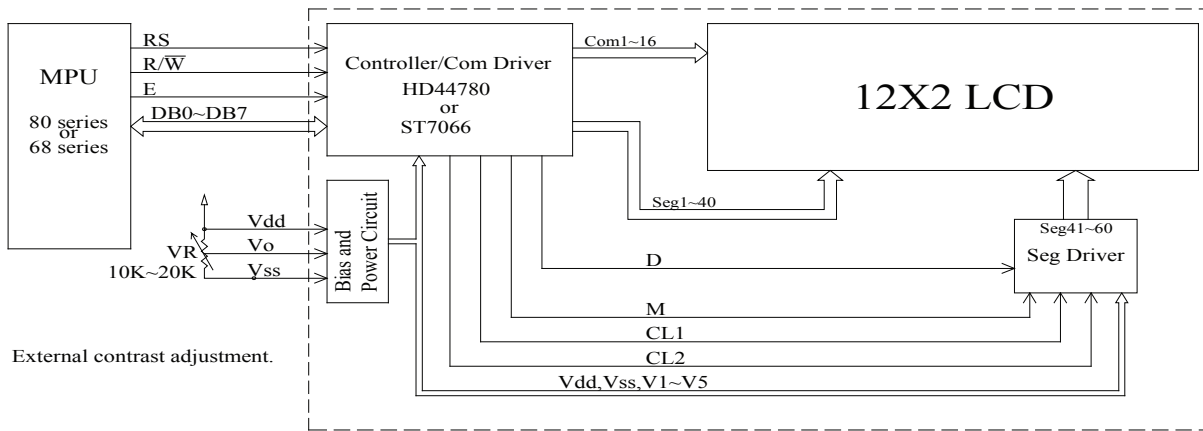 RS
R/W̅
E
DB0~DB7
MPU
80 series
or
68 series
Controller/Com Driver
HD44780
or
ST7066
Com1~16
12X2 LCD
Seg1~40
Seg41~60
Seg Driver
Vdd
Vo
Vss
VR
10K~20K
Bias and
Power Circuit
D
M
CL1
CL2
Vdd,Vss,V1~V5
External contrast adjustment.